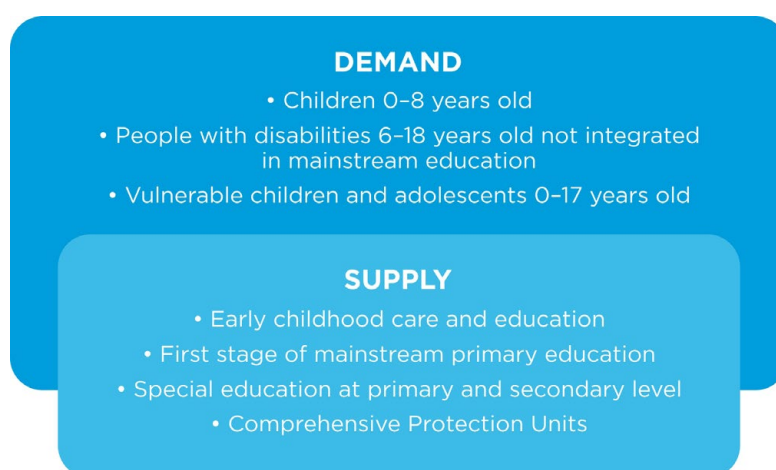 DEMAND
• Children 0–8 years old
• People with disabilities 6–18 years old not integrated
in mainstream education
• Vulnerable children and adolescents 0–17 years old
SUPPLY
• Early childhood care and education
• First stage of mainstream primary education
• Special education at primary and secondary level
• Comprehensive Protection Units